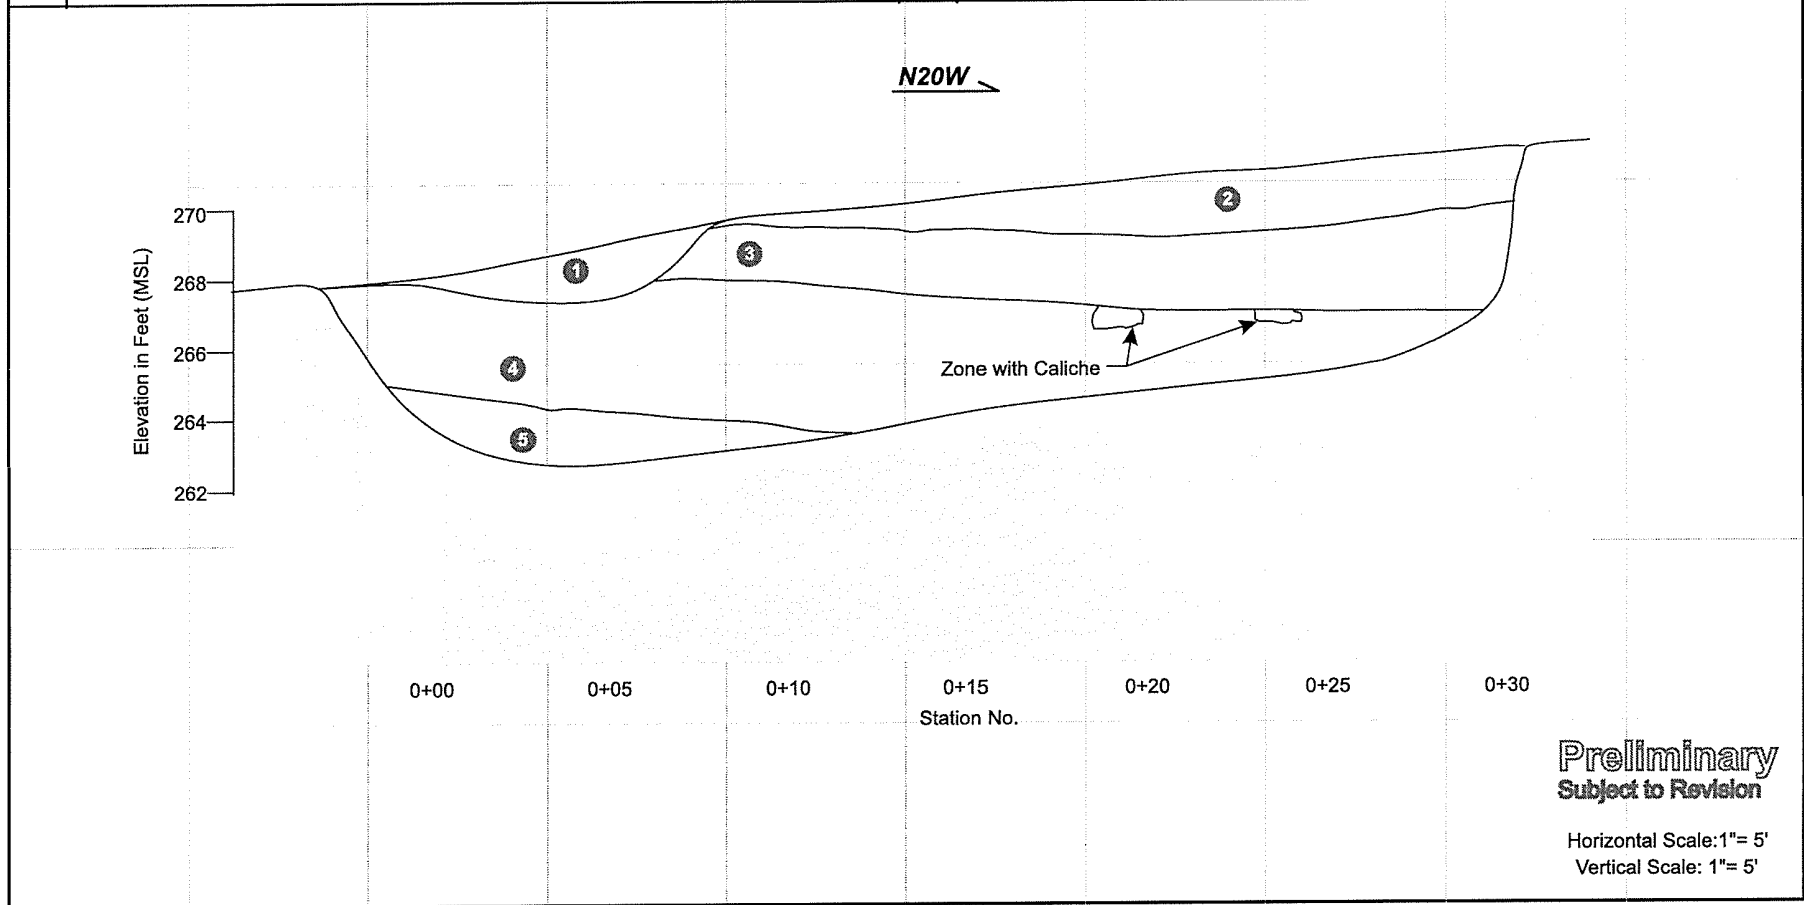 N20W
270
268
266
264
262
Elevation in Feet (MSL)
1
2
3
4
5
Zone with Caliche
0+00 0+05 0+10 0+15 0+20 0+25 0+30
Station No.
Preliminary
Subject to Revision
Horizontal Scale:1"= 5'
Vertical Scale: 1"= 5'